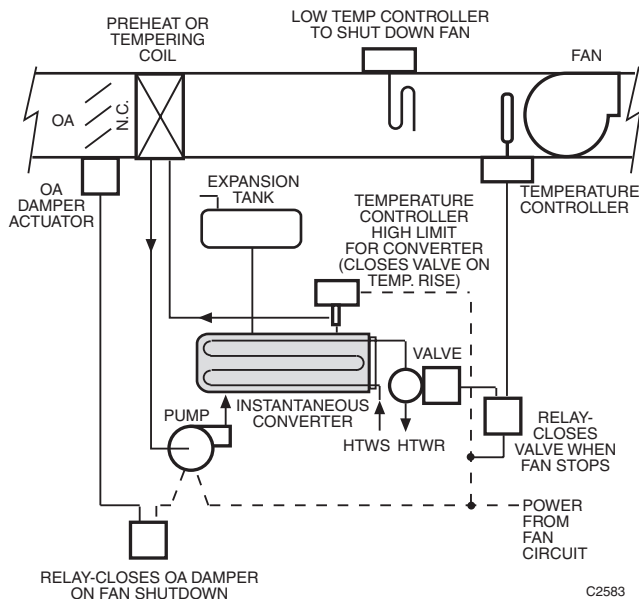 PREHEAT OR
TEMPERING
COIL
LOW TEMP CONTROLLER
TO SHUT DOWN FAN
FAN
OA
N.C.
OA
DAMPER
ACTUATOR
EXPANSION
TANK
TEMPERATURE
CONTROLLER
HIGH LIMIT
FOR CONVERTER
(CLOSES VALVE ON
TEMP. RISE)
TEMPERATURE
CONTROLLER
VALVE
PUMP
INSTANTANEOUS
CONVERTER
HTWS
HTWR
RELAY-
CLOSES
VALVE WHEN
FAN STOPS
POWER
FROM
FAN
CIRCUIT
RELAY-CLOSES OA DAMPER
ON FAN SHUTDOWN
C2583